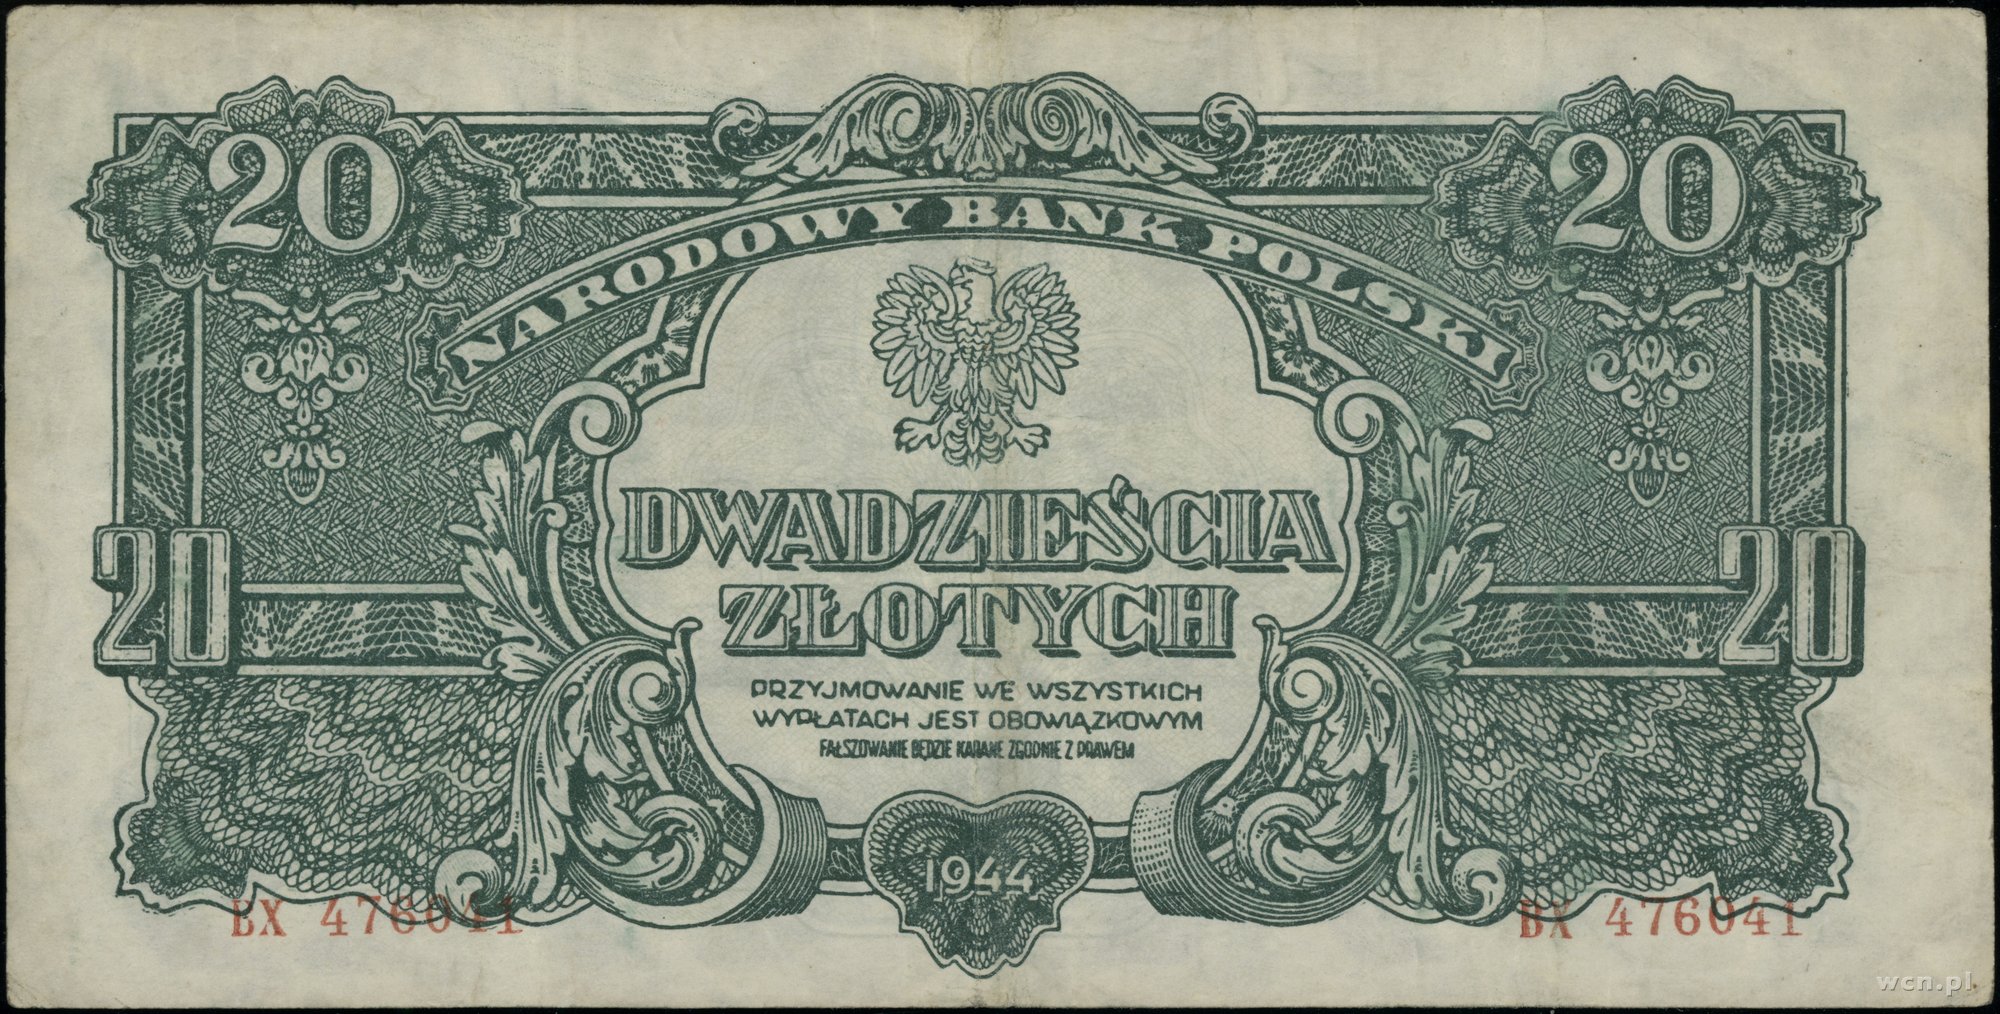 20 20
NARODOWY BANK POLSKI
DWADZIEŚCIA
ZŁOTYCH
20 20
PRZYJMOWANIE WE WSZYSTKICH
WYPŁATACH JEST OBOWIĄZKOWYM
FAŁSZOWANIE BĘDZIE KARANE ZGODNIE Z PRAWEM
1944
BX 476041 BX 476041
wcn.pl